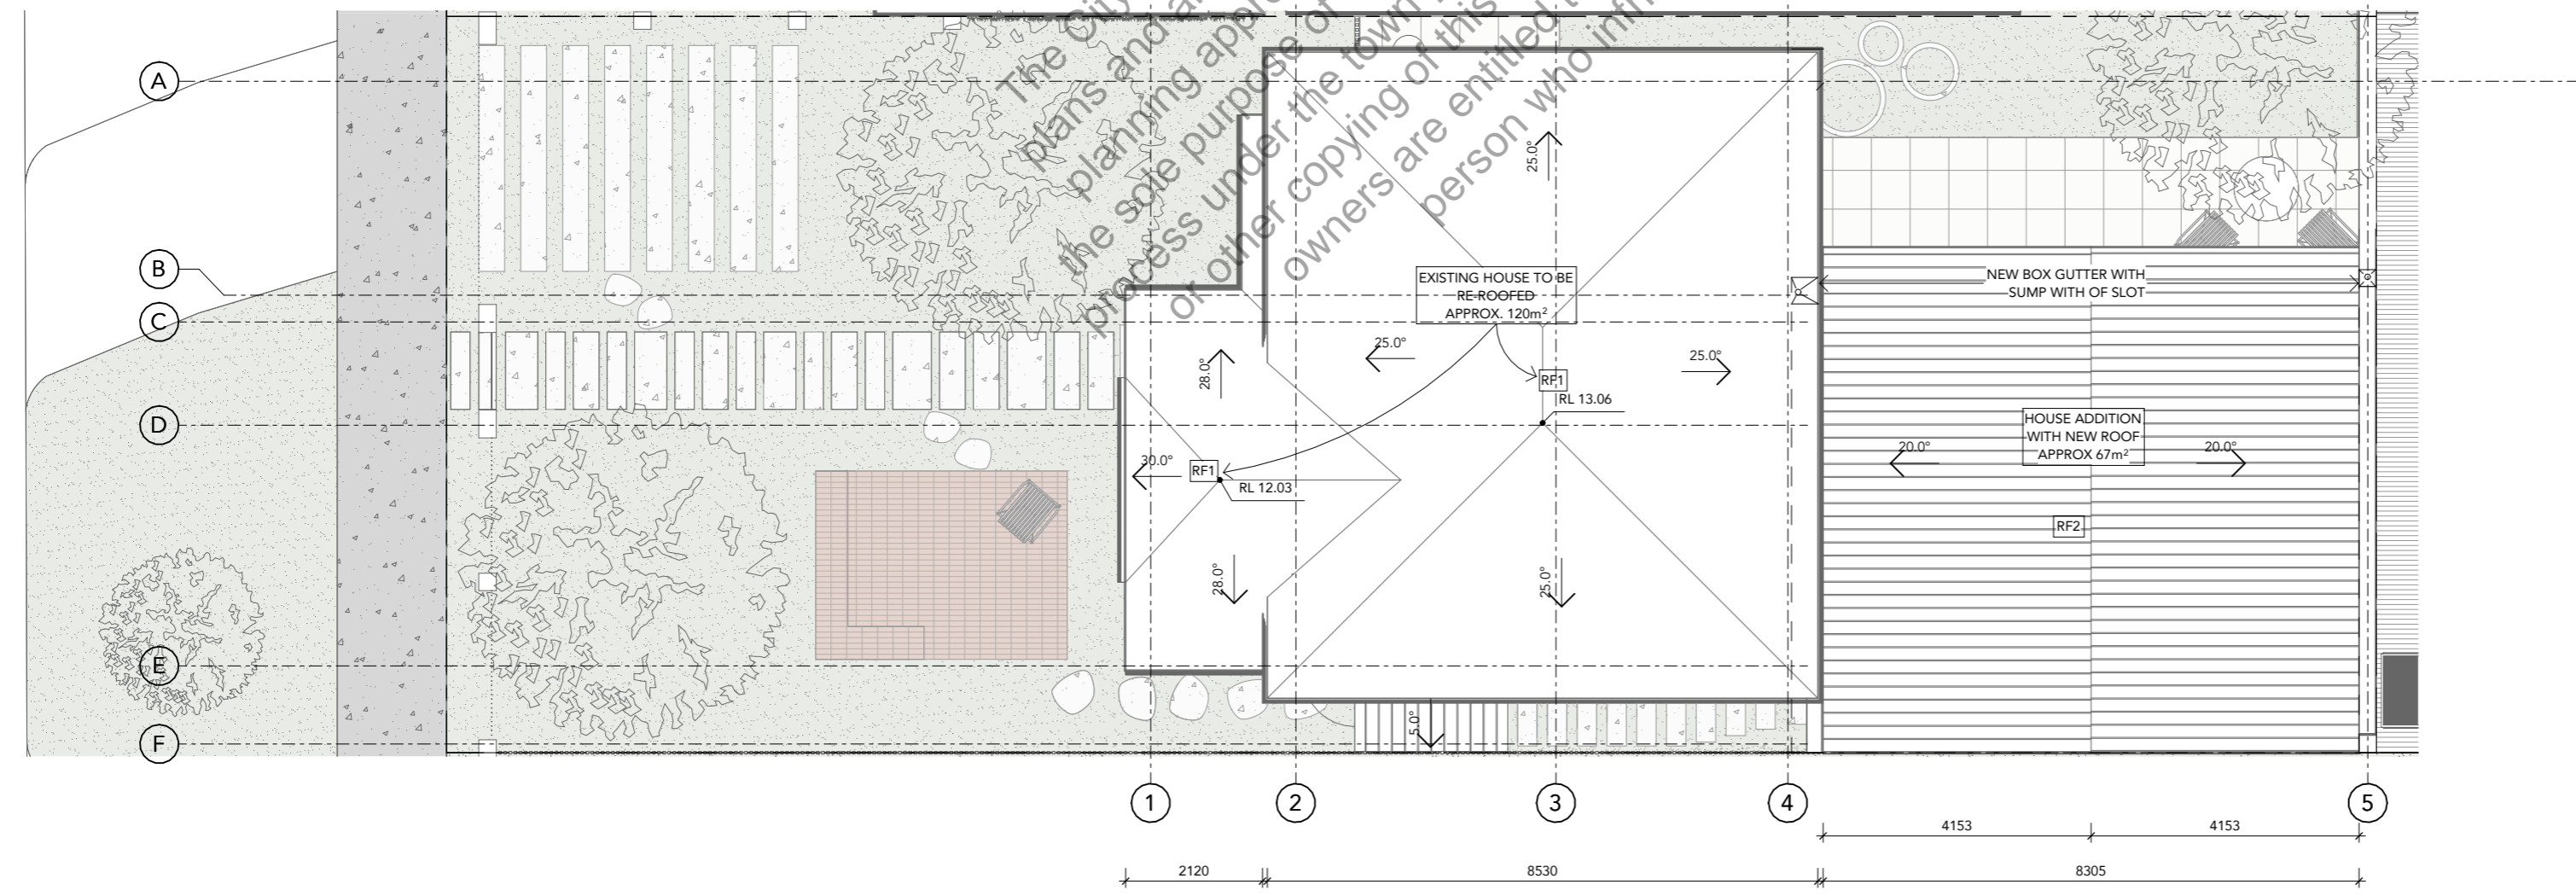 The City
plans and a
planning appro
the sole purpose of
process under the town
or other copying of this
owners are entitled to
person who infri
A
B
C
D
E
F
25.0°
EXISTING HOUSE TO BE
RE-ROOFED
APPROX. 120m²
NEW BOX GUTTER WITH
SUMP WITH OF SLOT
28.0°
25.0°
25.0°
RF1
RL 13.06
30.0°
RF1
RL 12.03
HOUSE ADDITION
WITH NEW ROOF
APPROX 67m²
20.0°
20.0°
RF2
28.0°
25.0°
5.0°
1
2
3
4
5
4153
4153
2120
8530
8305